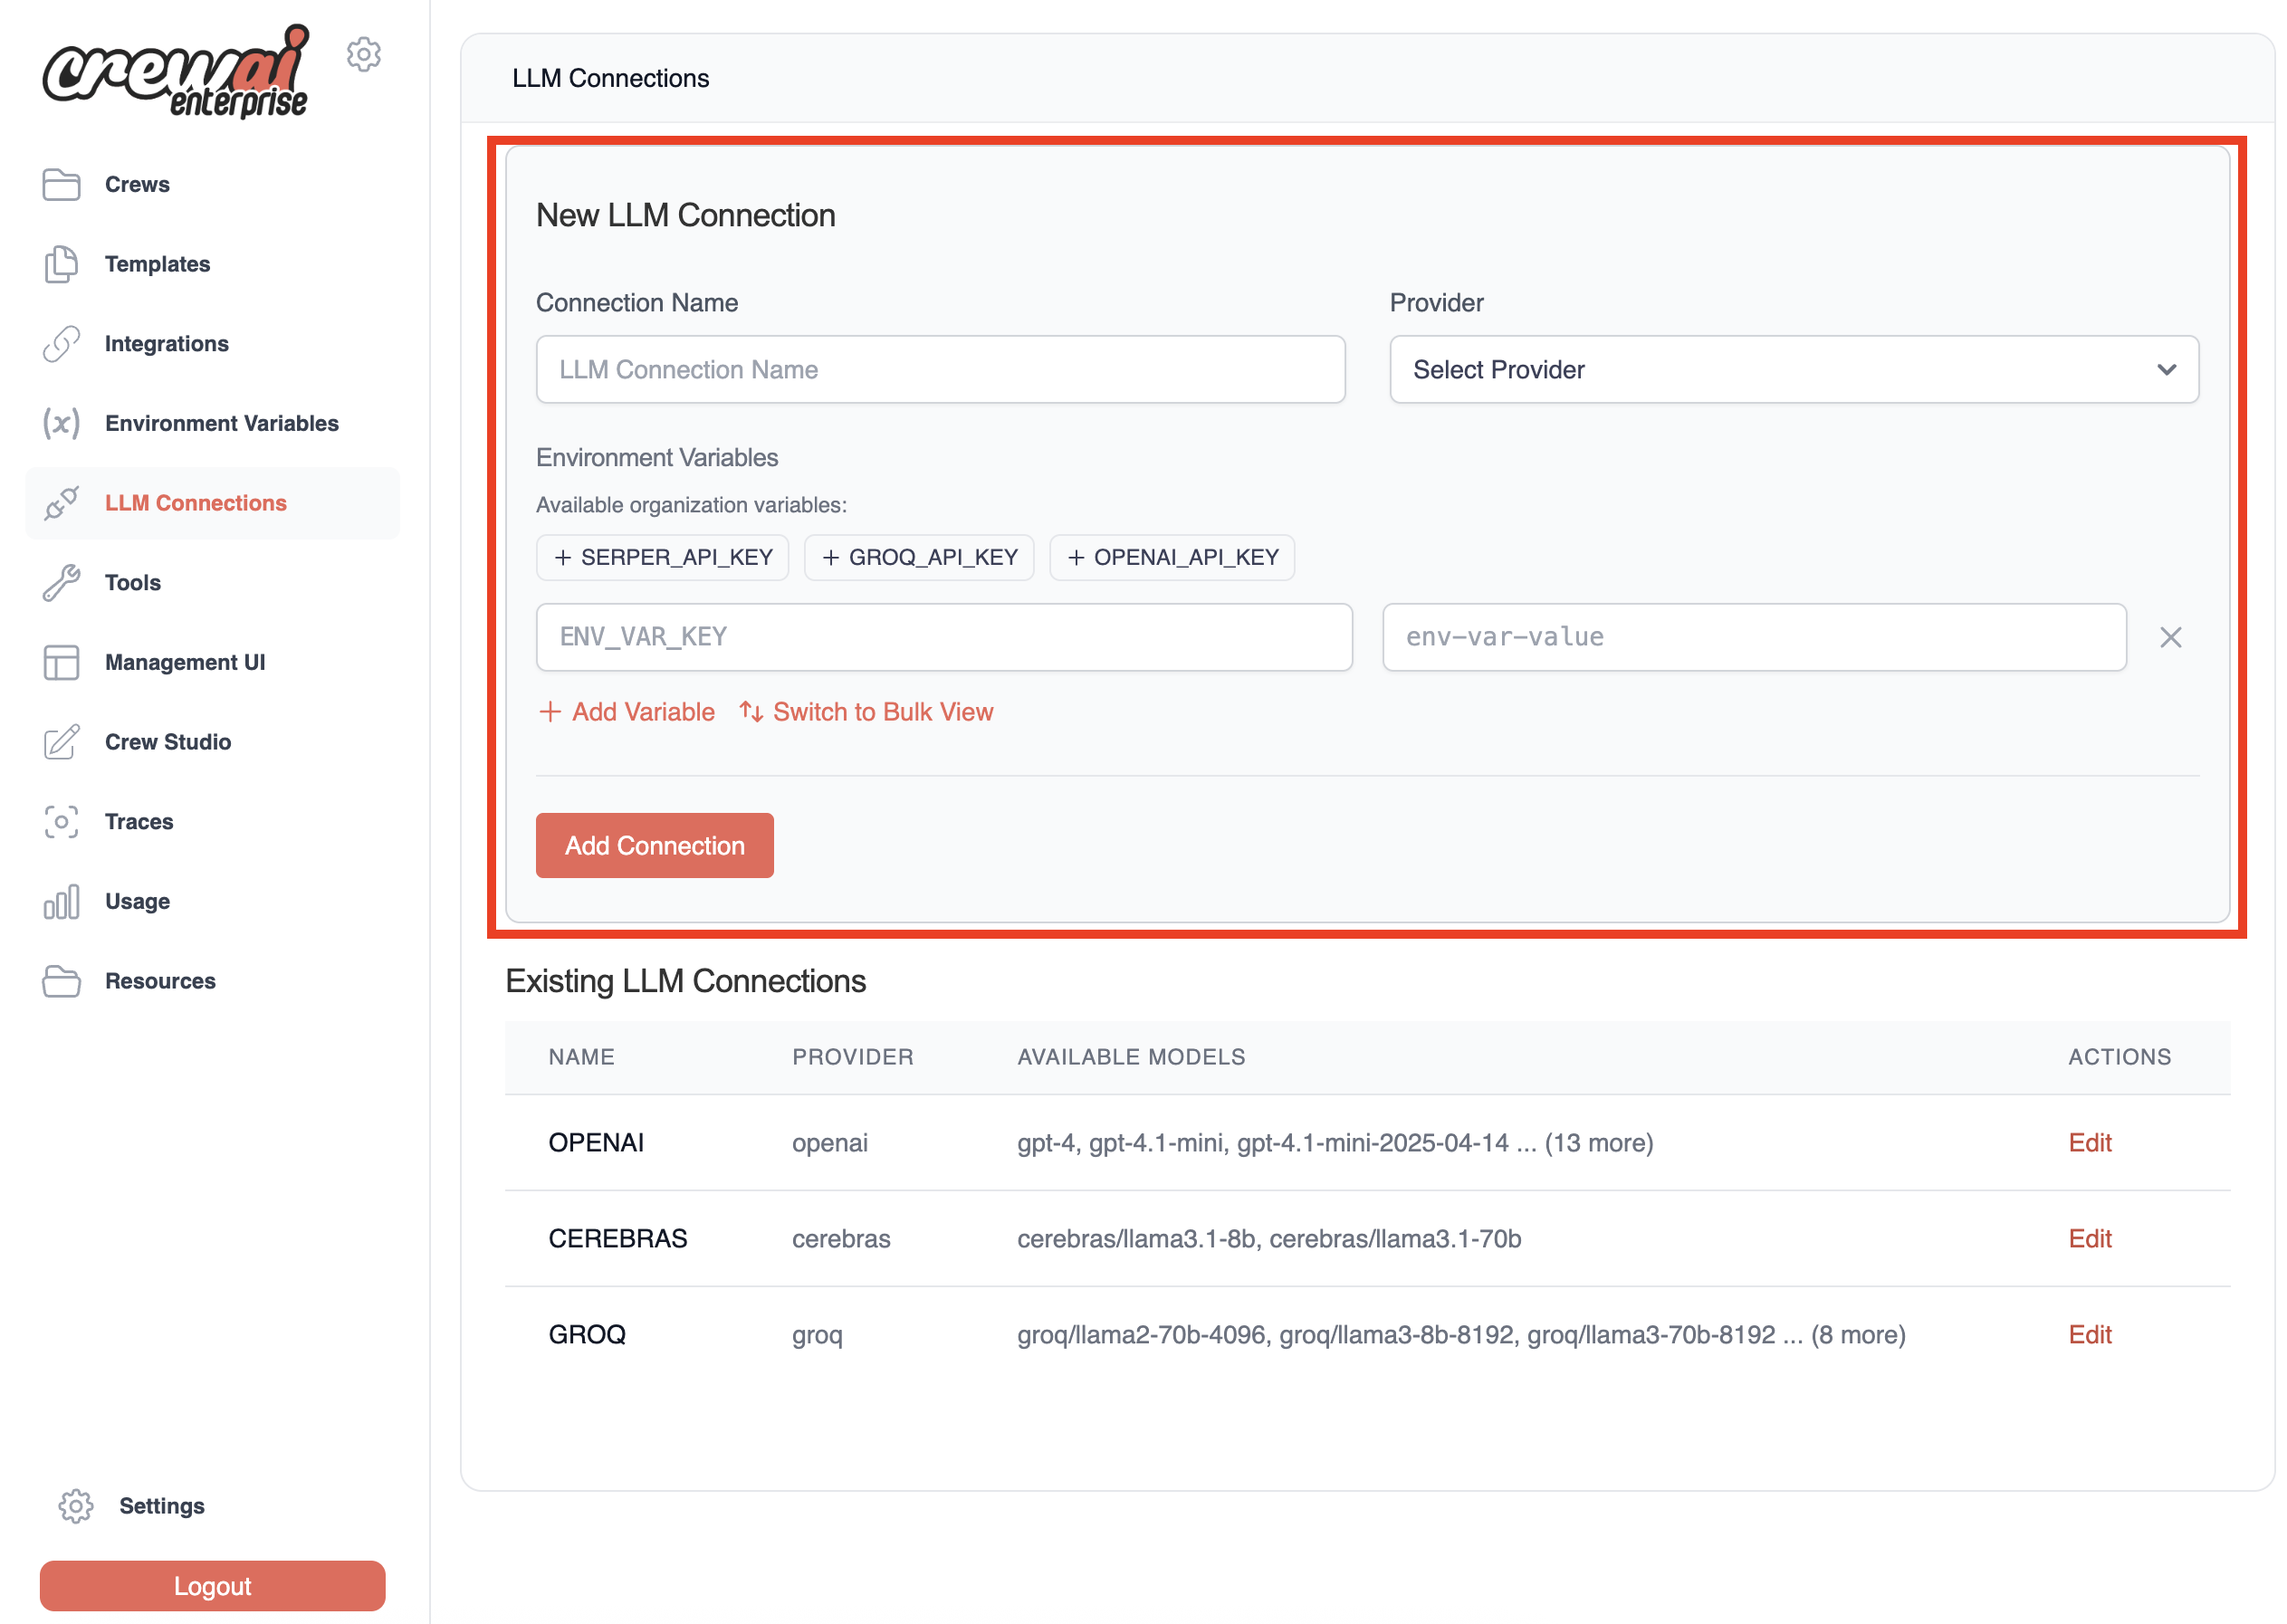 crewai
enterprise
Crews
Templates
Integrations
(x) Environment Variables
LLM Connections
Tools
Management UI
Crew Studio
Traces
Usage
Resources
Settings
Logout
LLM Connections
New LLM Connection
Connection Name Provider
LLM Connection Name Select Provider
Environment Variables
Available organization variables:
+ SERPER_API_KEY + GROQ_API_KEY + OPENAI_API_KEY
ENV_VAR_KEY env-var-value
+ Add Variable Switch to Bulk View
Add Connection
Existing LLM Connections
NAME PROVIDER AVAILABLE MODELS ACTIONS
OPENAI openai gpt-4, gpt-4.1-mini, gpt-4.1-mini-2025-04-14 ... (13 more) Edit
CEREBRAS cerebras cerebras/llama3.1-8b, cerebras/llama3.1-70b Edit
GROQ groq groq/llama2-70b-4096, groq/llama3-8b-8192, groq/llama3-70b-8192 ... (8 more) Edit